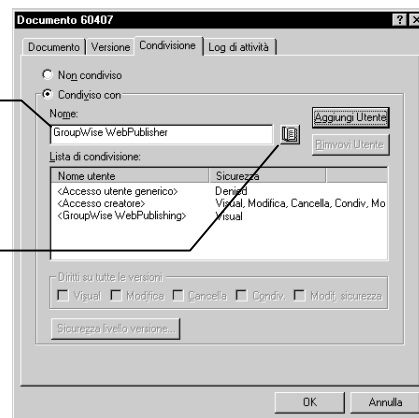 Documento 60407
Documento Versione Condivisione Log di attività
Non condiviso
Condiviso con
Nome:
GroupWise WebPublisher
Aggiungi Utente
Rimvovi Utente
Lista di condivisione:
Nome utente Sicurezza
<Accesso utente generico> Denied
<Accesso creatore> Visual, Modifica, Cancella, Condiv, Mo
<GroupWise WebPublishing> Visual
Diritti su tutte le versioni
Visual Modifica Cancella Condiv. Modif. sicurezza
Sicurezza livello versione...
OK Annulla